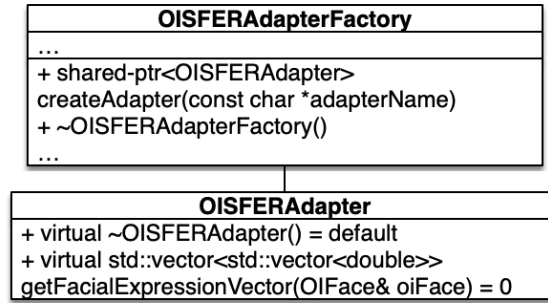 OISFERAdapterFactory
...
+ shared-ptr<OISFERAdapter>
createAdapter(const char *adapterName)
+ ~OISFERAdapterFactory()
...
OISFERAdapter
+ virtual ~OISFERAdapter() = default
+ virtual std::vector<std::vector<double>>
getFacialExpressionVector(OIFace& oiFace) = 0